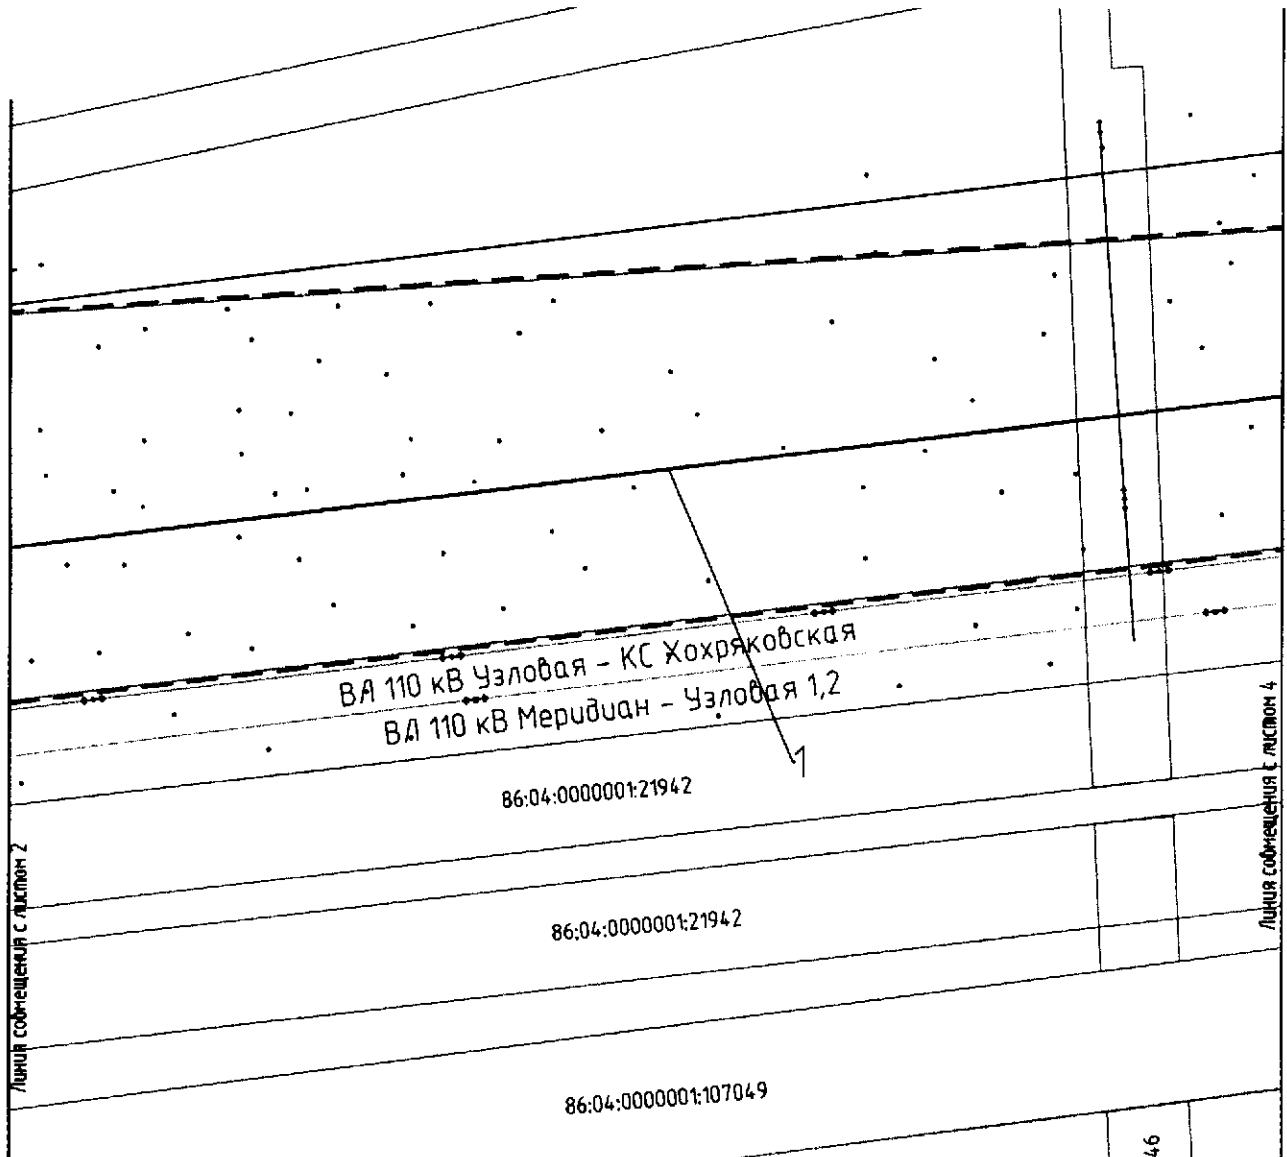 ВЛ 110 кВ Узловая - КС Хохряковская
ВЛ 110 кВ Меридиан - Узловая 1,2
1
86:04:0000001:21942
Линия совмещения с листом 2
Линия совмещения с листом 4
86:04:0000001:21942
86:04:0000001:107049
46